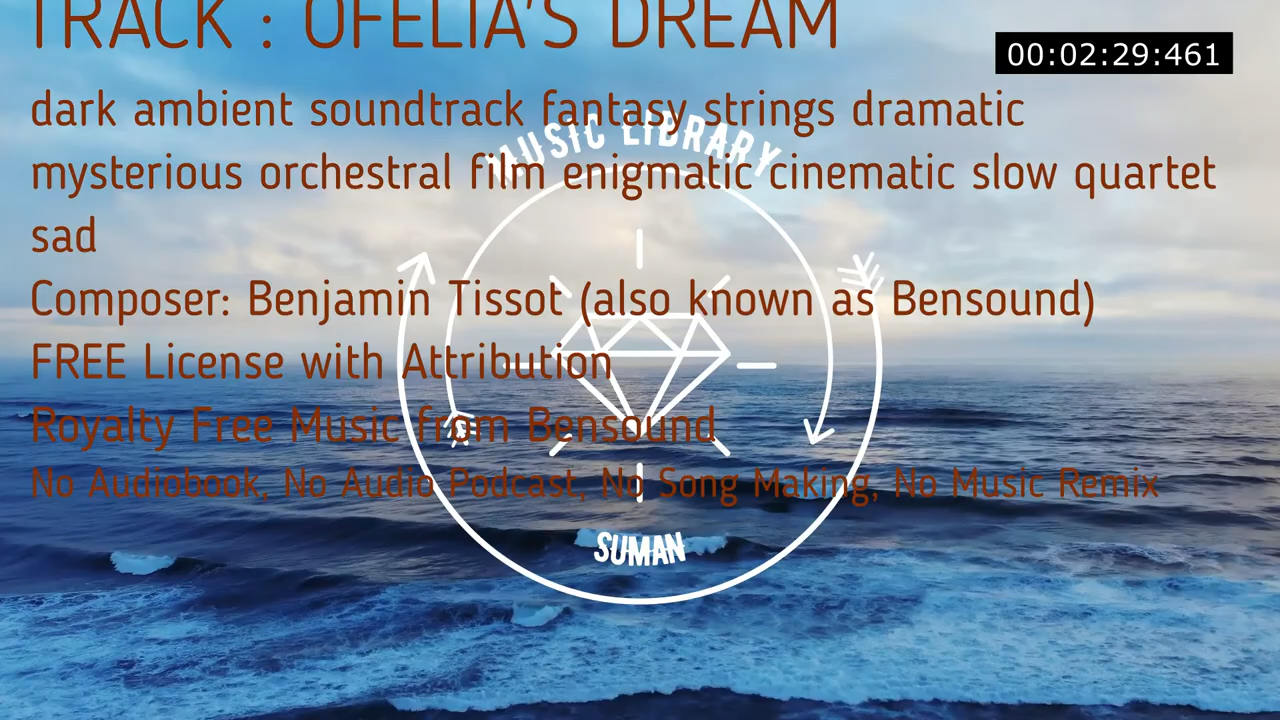 TRACK : OFELIA'S DREAM
00:02:29:461
dark ambient soundtrack fantasy strings dramatic
mysterious orchestral film enigmatic cinematic slow quartet
sad
Composer: Benjamin Tissot (also known as Bensound)
FREE License with Attribution
Royalty Free Music from Bensound
No Audiobook, No Audio Podcast, No Song Making, No Music Remix
MUSIC LIBRARY
SUMAN